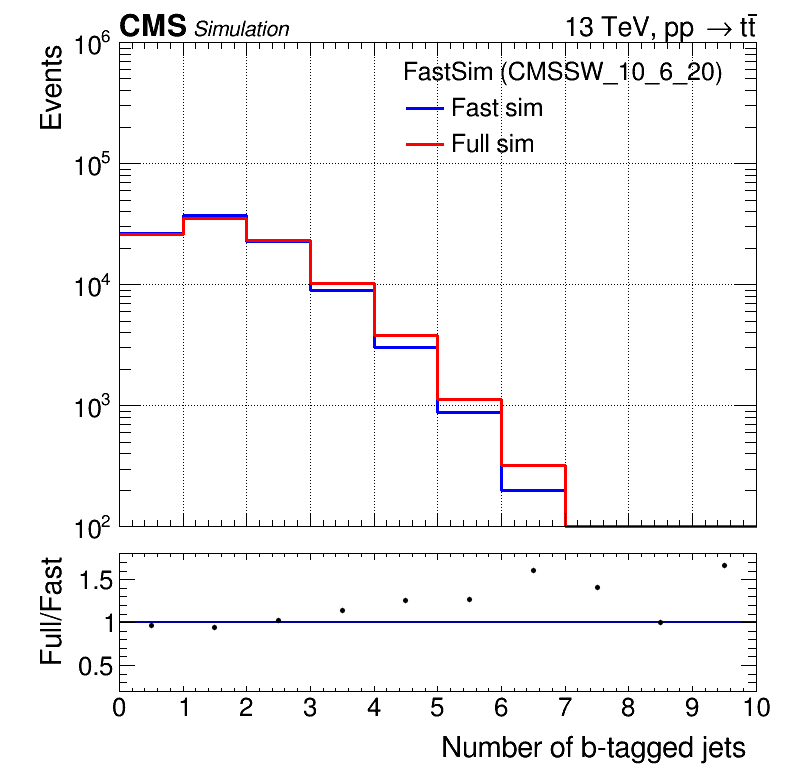 CMS Simulation 13 TeV, pp → tt̄
Events
10⁶
10⁵
10⁴
10³
10²
FastSim (CMSSW_10_6_20)
Fast sim
Full sim
Full/Fast
1.5
1
0.5
0 1 2 3 4 5 6 7 8 9 10
Number of b-tagged jets